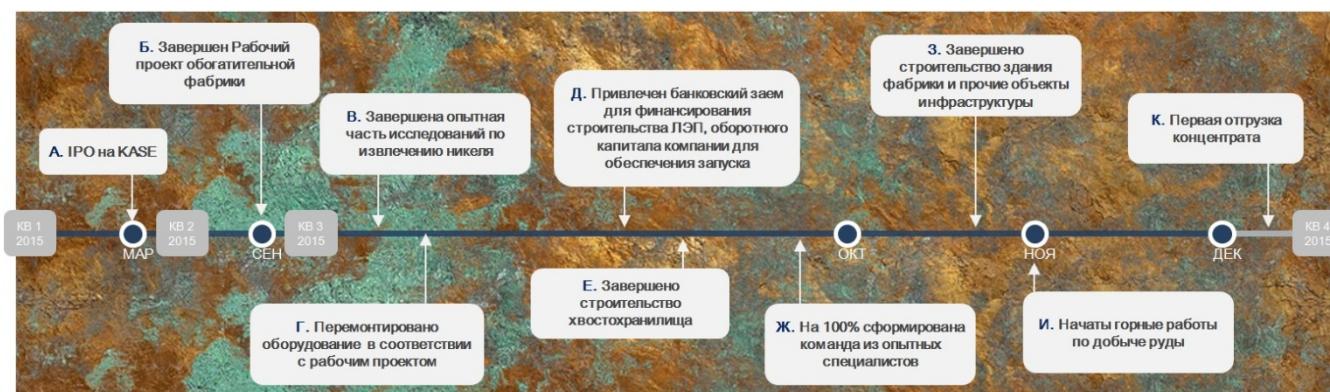 Б. Завершен Рабочий
проект обогатительной
фабрики
З. Завершено
строительство здания
фабрики и прочие объекты
инфраструктуры
Д. Привлечен банковский заем
для финансирования
строительства ЛЭП, оборотного
капитала компании для
обеспечения запуска
В. Завершена опытная
часть исследований по
извлечению никеля
К. Первая отгрузка
концентрата
А. IPO на KASE
КВ 1
2015
МАР
КВ 2
2015
СЕН
КВ 3
2015
ОКТ
НОЯ
ДЕК
КВ 4
2015
Г. Перемонтировано
оборудование в соответствии
с рабочим проектом
Е. Завершено
строительство
хвостохранилища
Ж. На 100% сформирована
команда из опытных
специалистов
И. Начаты горные работы
по добыче руды